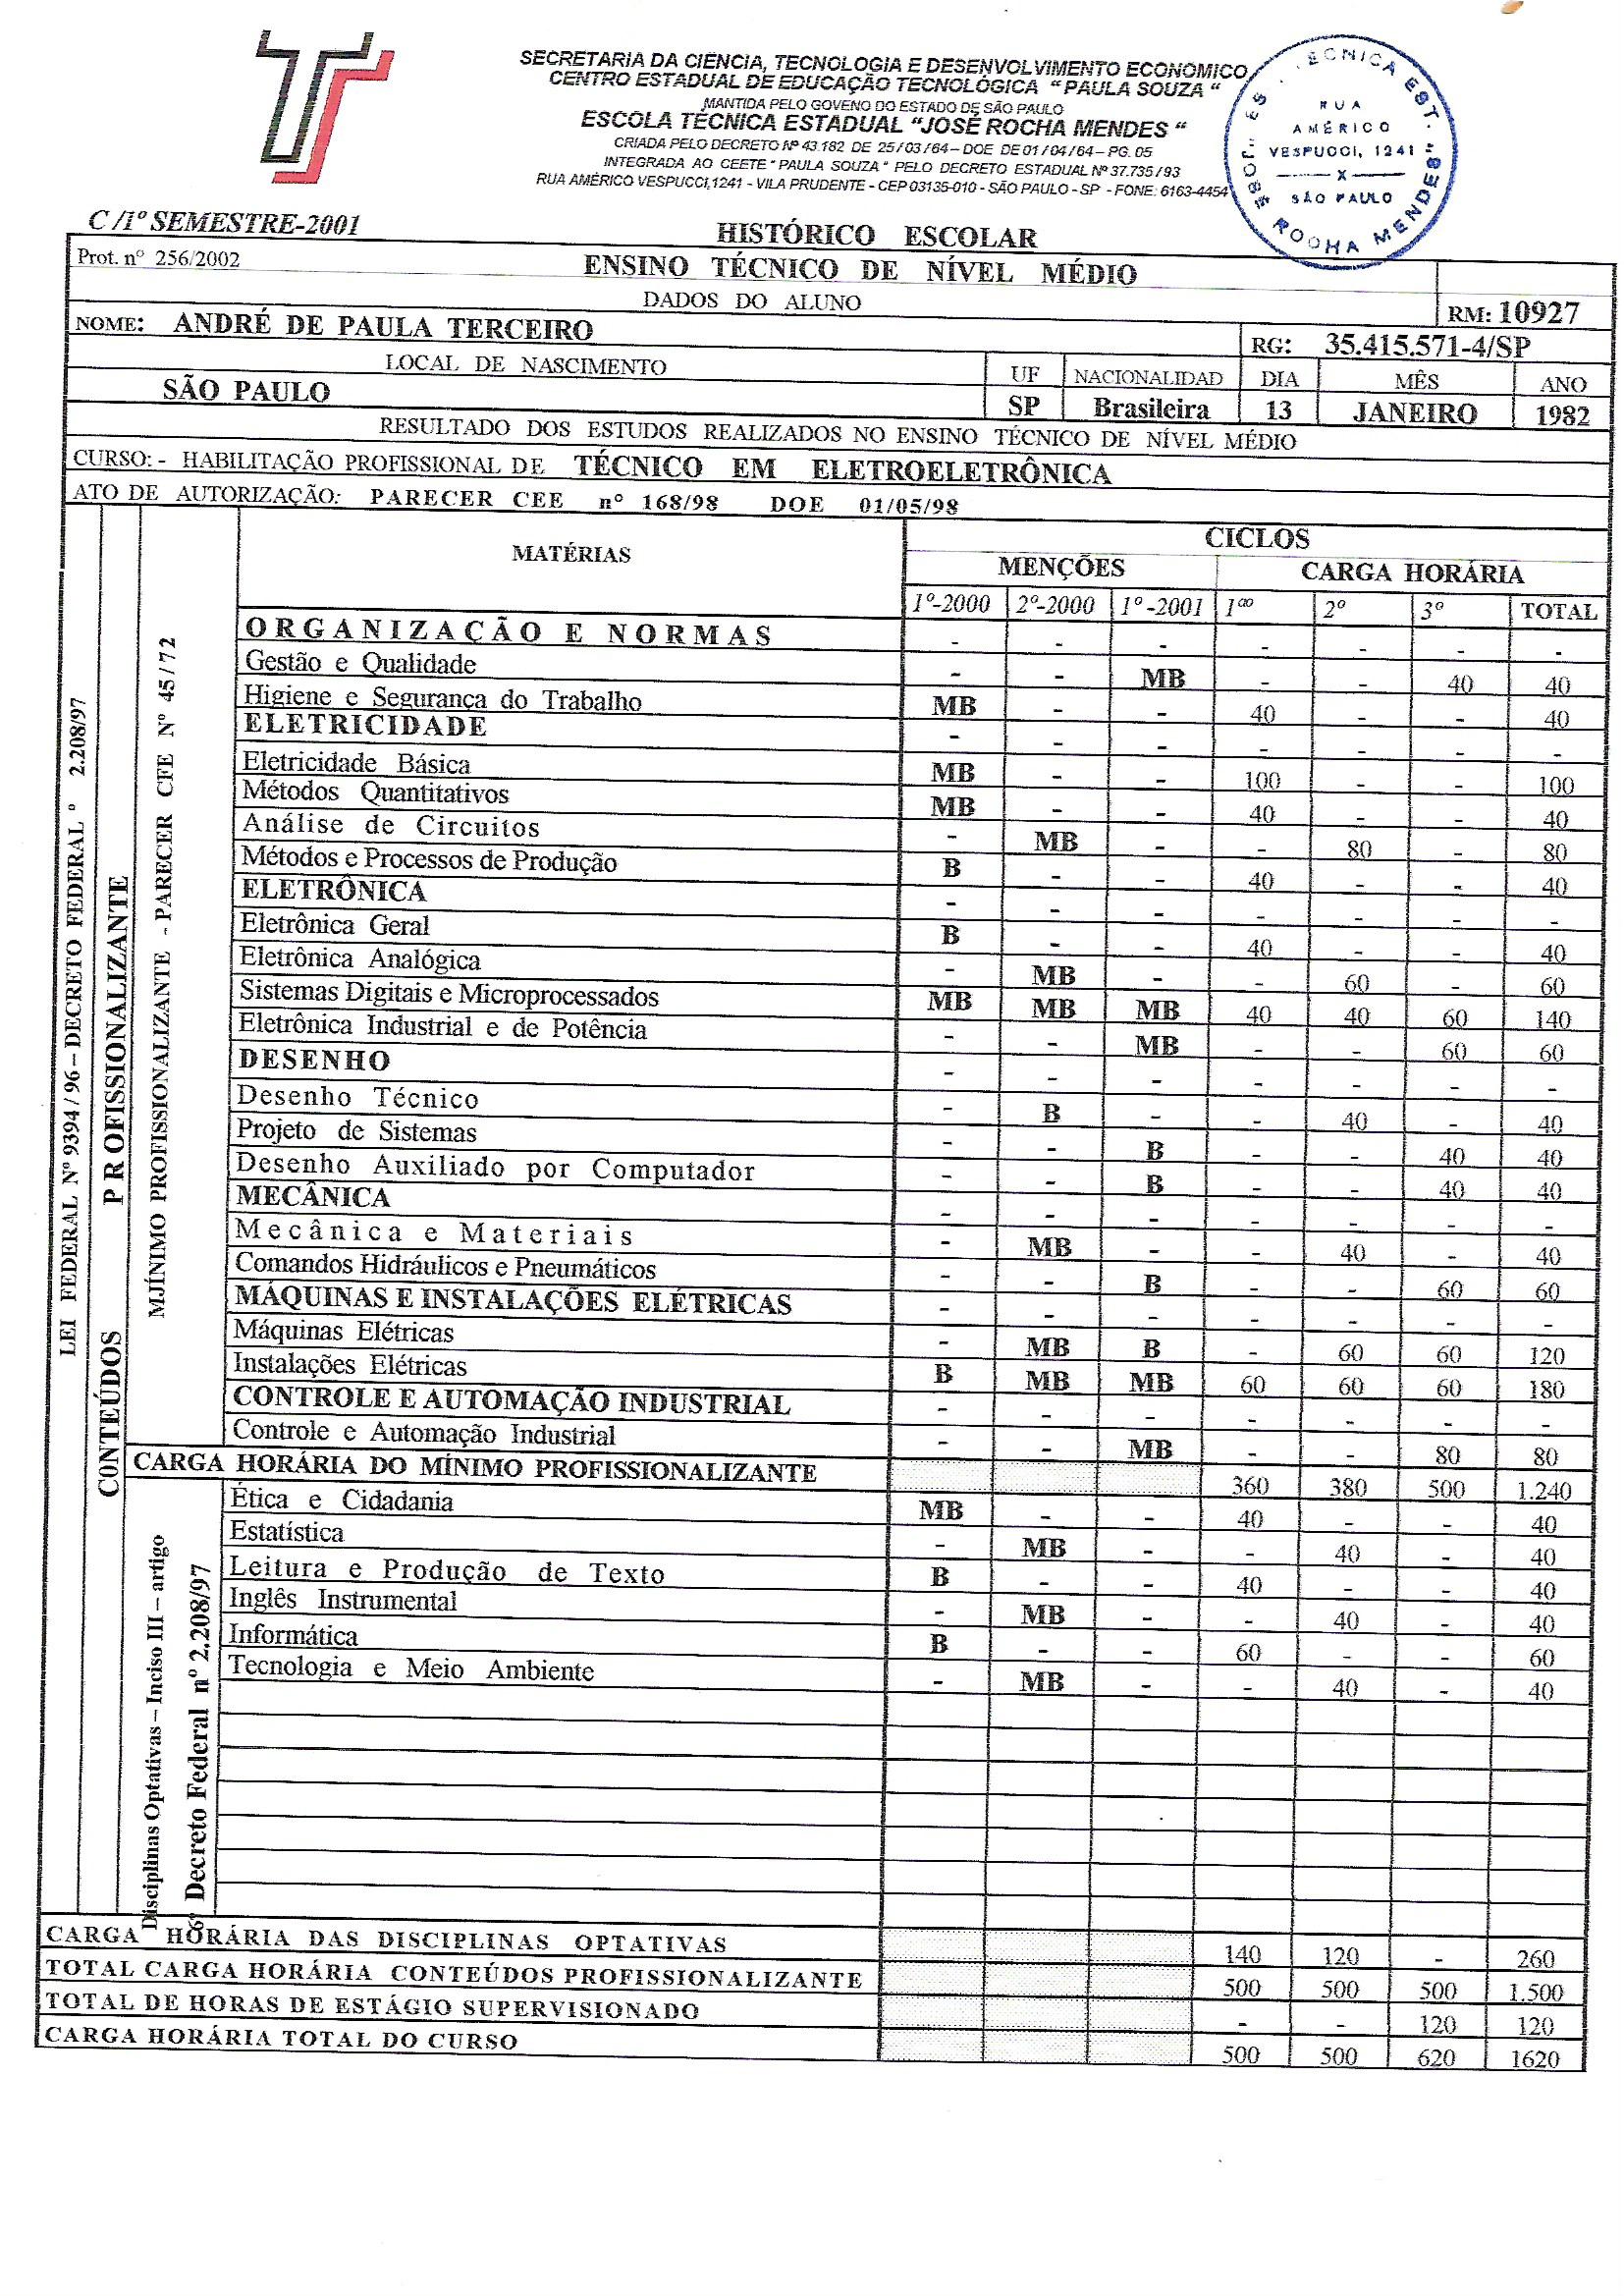 SECRETARIA DA CIÊNCIA, TECNOLOGIA E DESENVOLVIMENTO ECONOMICO
CENTRO ESTADUAL DE EDUCAÇÃO TECNOLÓGICA “ PAULA SOUZA “
MANTIDA PELO GOVENO DO ESTADO DE SÃO PAULO
ESCOLA TÉCNICA ESTADUAL “JOSÉ ROCHA MENDES “
CRIADA PELO DECRETO Nº 43.182 DE 25/03/64 – DOE DE 01/04/64 – PG. 05
INTEGRADA AO CEETE “ PAULA SOUZA “ PELO DECRETO ESTADUAL Nº 37.735/93
RUA AMÉRICO VESPUCCI,1241 - VILA PRUDENTE - CEP 03135-010 - SÃO PAULO - SP - FONE: 6163-4454
TÉCNICA EST. "JOSÉ ROCHA MENDES" ES
RUA
AMÉRICO
VESPUCCI, 1241
X
SÃO PAULO
C /1º SEMESTRE-2001
HISTÓRICO ESCOLAR
Prot. nº 256/2002
ENSINO TÉCNICO DE NÍVEL MÉDIO
DADOS DO ALUNO
RM: 10927
NOME: ANDRÉ DE PAULA TERCEIRO
RG: 35.415.571-4/SP
LOCAL DE NASCIMENTO UF NACIONALIDAD DIA MÊS ANO
SÃO PAULO SP Brasileira 13 JANEIRO 1982
RESULTADO DOS ESTUDOS REALIZADOS NO ENSINO TÉCNICO DE NÍVEL MÉDIO
CURSO: - HABILITAÇÃO PROFISSIONAL DE TÉCNICO EM ELETROELETRÔNICA
ATO DE AUTORIZAÇÃO: PARECER CEE nº 168/98 DOE 01/05/98
LEI FEDERAL Nº 9394 / 96 – DECRETO FEDERAL º 2.208/97
CONTEÚDOS PROFISSIONALIZANTE
MJÍNIMO PROFISSIONALIZANTE - PARECER CFE Nº 45 / 72
MATÉRIAS
CICLOS
MENÇÕES CARGA HORÁRIA
1º-2000 2º-2000 1º-2001 1ºº 2º 3º TOTAL
ORGANIZAÇÃO E NORMAS - - - - - - -
Gestão e Qualidade - - MB - - 40 40
Higiene e Segurança do Trabalho MB - - 40 - - 40
ELETRICIDADE - - - - - - -
Eletricidade Básica MB - - 100 - - 100
Métodos Quantitativos MB - - 40 - - 40
Análise de Circuitos - MB - - 80 - 80
Métodos e Processos de Produção B - - 40 - - 40
ELETRÔNICA - - - - - - -
Eletrônica Geral B - - 40 - - 40
Eletrônica Analógica - MB - - 60 - 60
Sistemas Digitais e Microprocessados MB MB MB 40 40 60 140
Eletrônica Industrial e de Potência - - MB - - 60 60
DESENHO - - - - - - -
Desenho Técnico - B - - 40 - 40
Projeto de Sistemas - - B - - 40 40
Desenho Auxiliado por Computador - - B - - 40 40
MECÂNICA - - - - - - -
Mecânica e Materiais - MB - - 40 - 40
Comandos Hidráulicos e Pneumáticos - - B - - 60 60
MÁQUINAS E INSTALAÇÕES ELÉTRICAS - - - - - - -
Máquinas Elétricas - MB B - 60 60 120
Instalações Elétricas B MB MB 60 60 60 180
CONTROLE E AUTOMAÇÃO INDUSTRIAL - - - - - - -
Controle e Automação Industrial - - MB - - 80 80
CARGA HORÁRIA DO MÍNIMO PROFISSIONALIZANTE 360 380 500 1.240
Disciplinas Optativas – Inciso III – artigo
6º Decreto Federal nº 2.208/97
Ética e Cidadania MB - - 40 - - 40
Estatística - MB - - 40 - 40
Leitura e Produção de Texto B - - 40 - - 40
Inglês Instrumental - MB - - 40 - 40
Informática B - - 60 - - 60
Tecnologia e Meio Ambiente - MB - - 40 - 40
CARGA HORÁRIA DAS DISCIPLINAS OPTATIVAS 140 120 - 260
TOTAL CARGA HORÁRIA CONTEÚDOS PROFISSIONALIZANTE 500 500 500 1.500
TOTAL DE HORAS DE ESTÁGIO SUPERVISIONADO - - 120 120
CARGA HORÁRIA TOTAL DO CURSO 500 500 620 1620